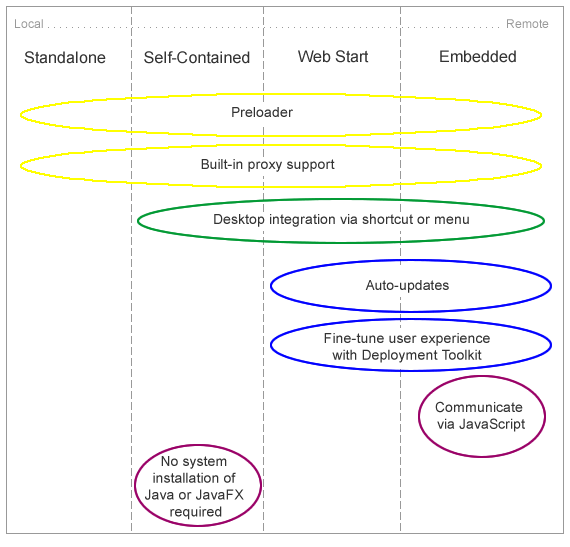 Local Remote
Standalone Self-Contained Web Start Embedded
Preloader
Built-in proxy support
Desktop integration via shortcut or menu
Auto-updates
Fine-tune user experience
with Deployment Toolkit
Communicate
via JavaScript
No system
installation of
Java or JavaFX
required